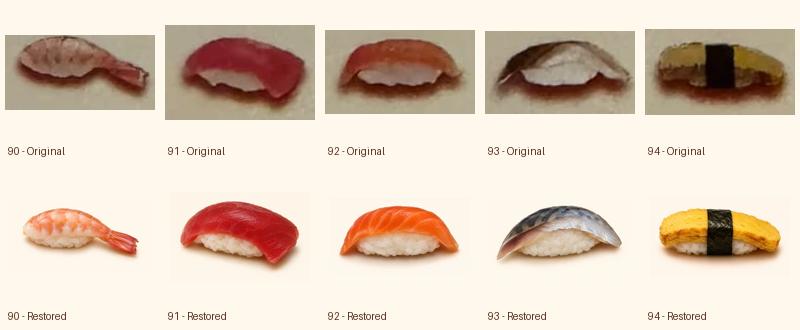 90 - Original
91 - Original
92 - Original
93 - Original
94 - Original
90 - Restored
91 - Restored
92 - Restored
93 - Restored
94 - Restored